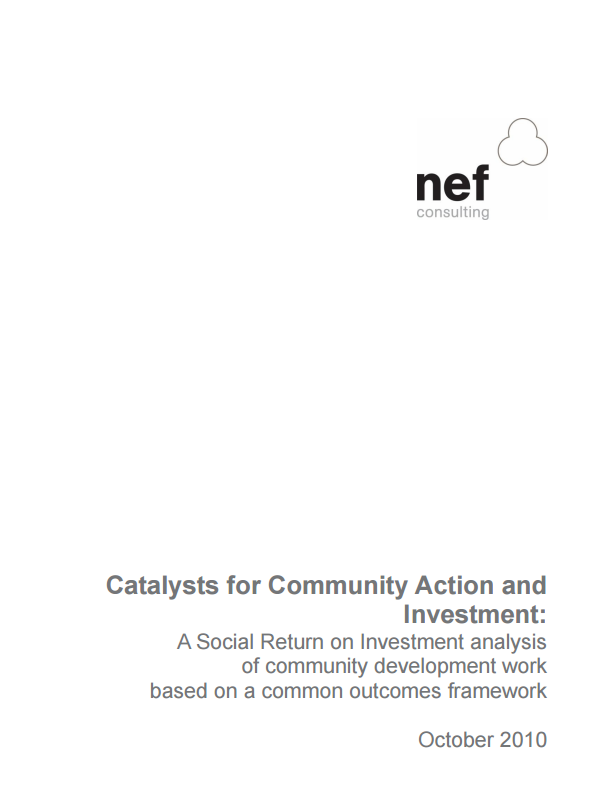 nef
consulting
Catalysts for Community Action and
Investment:
A Social Return on Investment analysis
of community development work
based on a common outcomes framework
October 2010